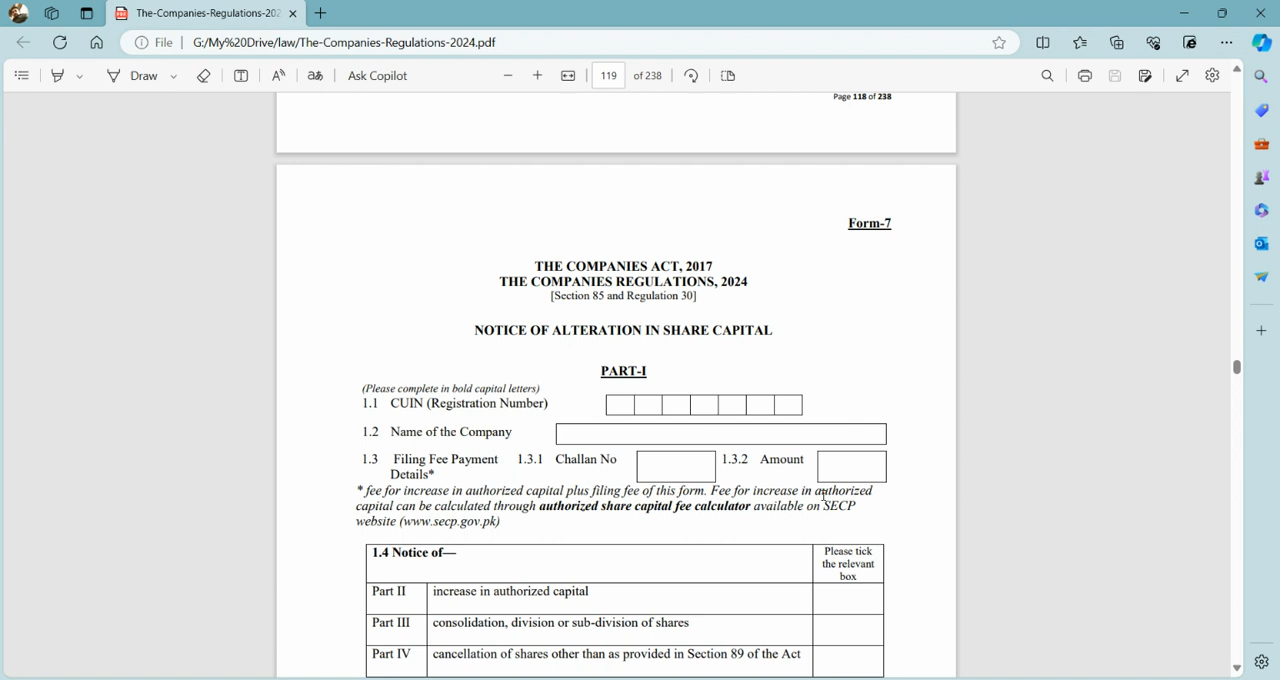 The-Companies-Regulations-202
File
G:/My%20Drive/law/The-Companies-Regulations-2024.pdf
Draw
Ask Copilot
119 of 238
Page 118 of 238
Form-7
THE COMPANIES ACT, 2017
THE COMPANIES REGULATIONS, 2024
[Section 85 and Regulation 30]
NOTICE OF ALTERATION IN SHARE CAPITAL
PART-I
(Please complete in bold capital letters)
1.1 CUIN (Registration Number)
1.2 Name of the Company
1.3 Filing Fee Payment 1.3.1 Challan No 1.3.2 Amount
Details*
* fee for increase in authorized capital plus filing fee of this form. Fee for increase in authorized
capital can be calculated through authorized share capital fee calculator available on SECP
website (www.secp.gov.pk)
1.4 Notice of—
Please tick
the relevant
box
Part II increase in authorized capital
Part III consolidation, division or sub-division of shares
Part IV cancellation of shares other than as provided in Section 89 of the Act